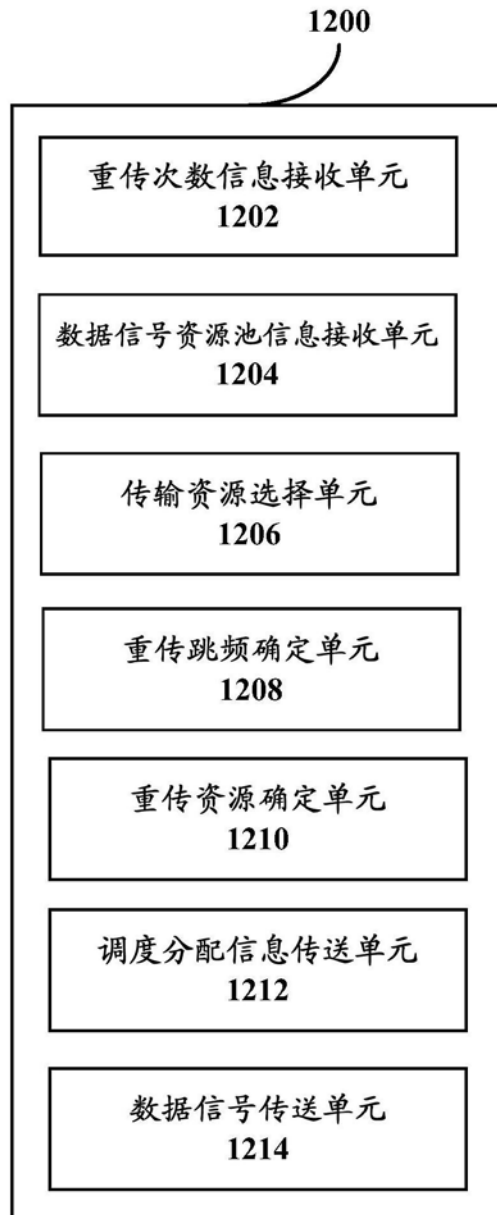 1200
重传次数信息接收单元
1202
数据信号资源池信息接收单元
1204
传输资源选择单元
1206
重传跳频确定单元
1208
重传资源确定单元
1210
调度分配信息传送单元
1212
数据信号传送单元
1214